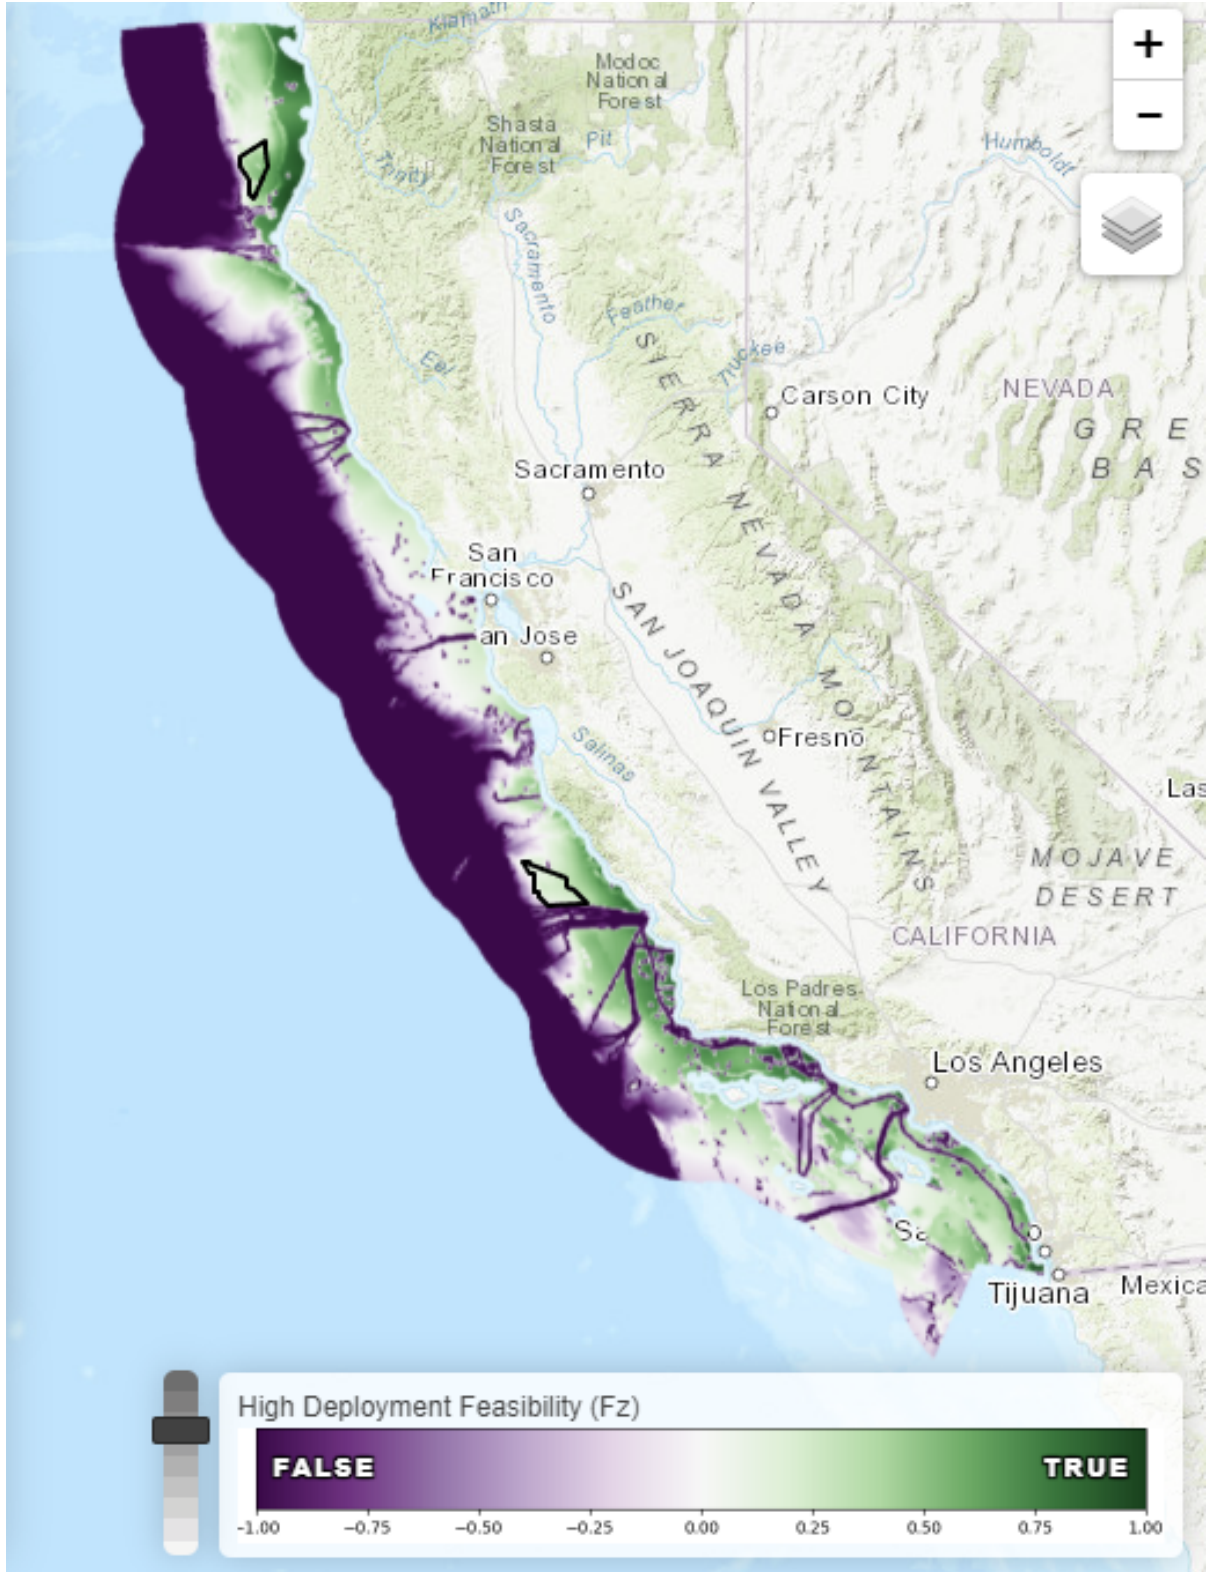 Klamath
Modoc
National
Forest
+
−
Shasta
National
Forest
Pit
Trinity
Humboldt
Sacramento
Feather
Truckee
Eel
SIERRA NEVADA MOUNTAINS
Carson City
NEVADA
GRE
BAS
Sacramento
San
Francisco
an Jose
SAN JOAQUIN VALLEY
Fresno
Salinas
Las
MOJAVE
DESERT
CALIFORNIA
Los Padres
National
Forest
Los Angeles
Sa
o
Tijuana
Mexica
High Deployment Feasibility (Fz)
FALSE
TRUE
-1.00 −0.75 −0.50 −0.25 0.00 0.25 0.50 0.75 1.00